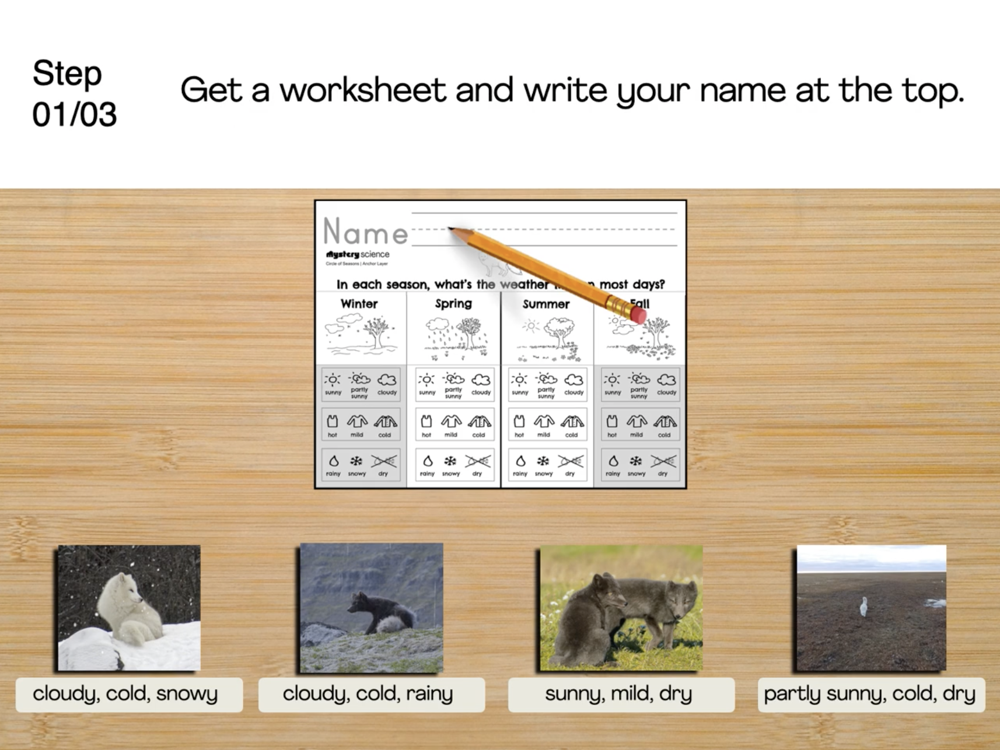 Step
01/03
Get a worksheet and write your name at the top.
Name
mystery science
Circle of Seasons | Anchor Layer
In each season, what's the weather on most days?
Winter Spring Summer Fall
sunny partly sunny cloudy sunny partly sunny cloudy sunny partly sunny cloudy sunny partly sunny cloudy
hot mild cold hot mild cold hot mild cold hot mild cold
rainy snowy dry rainy snowy dry rainy snowy dry rainy snowy dry
cloudy, cold, snowy
cloudy, cold, rainy
sunny, mild, dry
partly sunny, cold, dry